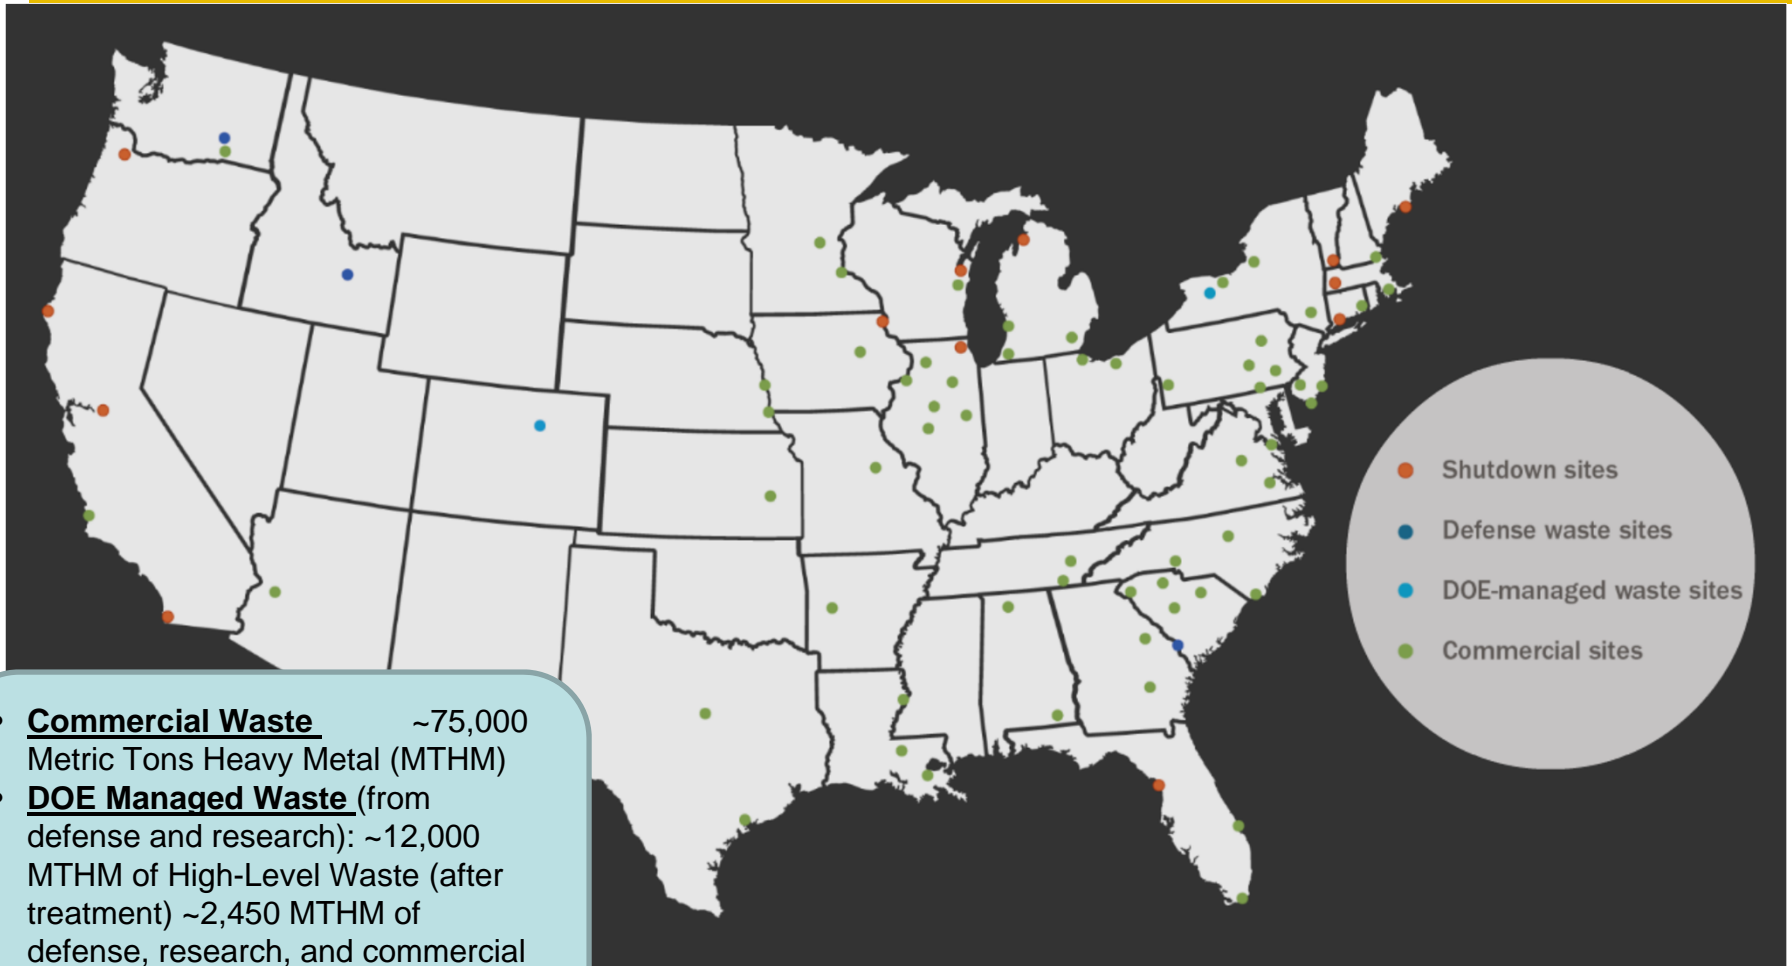 Shutdown sites
Defense waste sites
DOE-managed waste sites
Commercial sites
• Commercial Waste ~75,000
Metric Tons Heavy Metal (MTHM)
• DOE Managed Waste (from
defense and research): ~12,000
MTHM of High-Level Waste (after
treatment) ~2,450 MTHM of
defense, research, and commercial